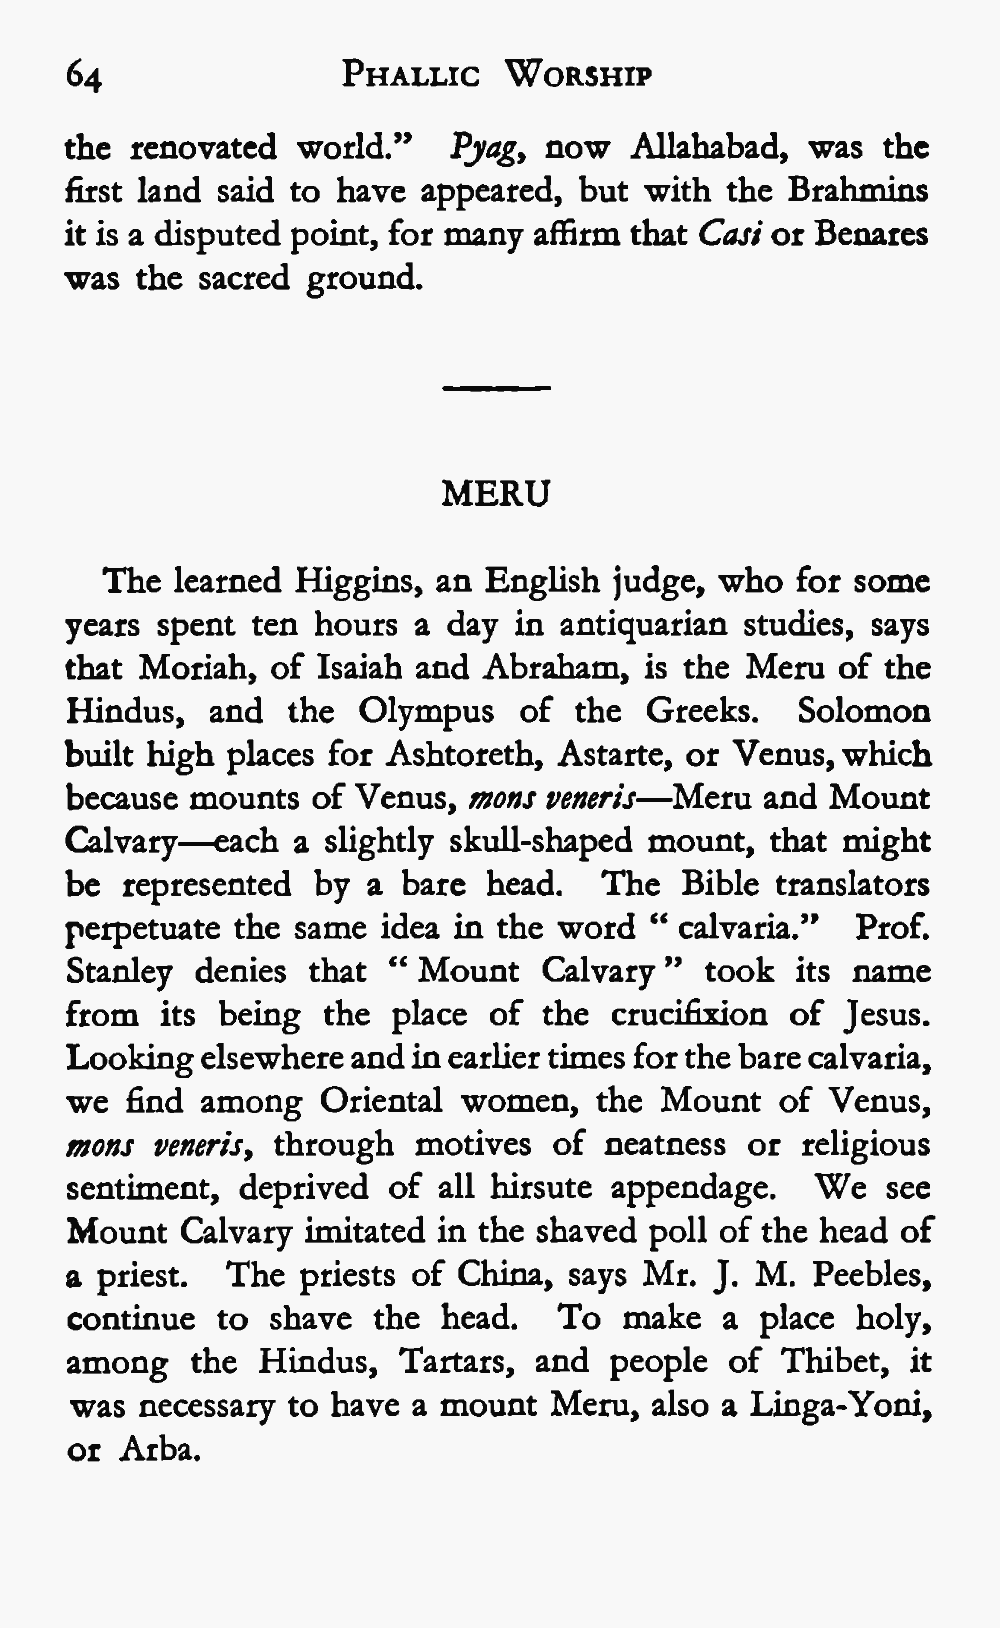 64 PHALLIC WORSHIP
the renovated world.” Pyag, now Allahabad, was the
first land said to have appeared, but with the Brahmins
it is a disputed point, for many affirm that Casi or Benares
was the sacred ground.
MERU
The learned Higgins, an English judge, who for some
years spent ten hours a day in antiquarian studies, says
that Moriah, of Isaiah and Abraham, is the Meru of the
Hindus, and the Olympus of the Greeks. Solomon
built high places for Ashtoreth, Astarte, or Venus, which
because mounts of Venus, mons veneris—Meru and Mount
Calvary—each a slightly skull-shaped mount, that might
be represented by a bare head. The Bible translators
perpetuate the same idea in the word “ calvaria.” Prof.
Stanley denies that “ Mount Calvary ” took its name
from its being the place of the crucifixion of Jesus.
Looking elsewhere and in earlier times for the bare calvaria,
we find among Oriental women, the Mount of Venus,
mons veneris, through motives of neatness or religious
sentiment, deprived of all hirsute appendage. We see
Mount Calvary imitated in the shaved poll of the head of
a priest. The priests of China, says Mr. J. M. Peebles,
continue to shave the head. To make a place holy,
among the Hindus, Tartars, and people of Thibet, it
was necessary to have a mount Meru, also a Linga-Yoni,
or Arba.